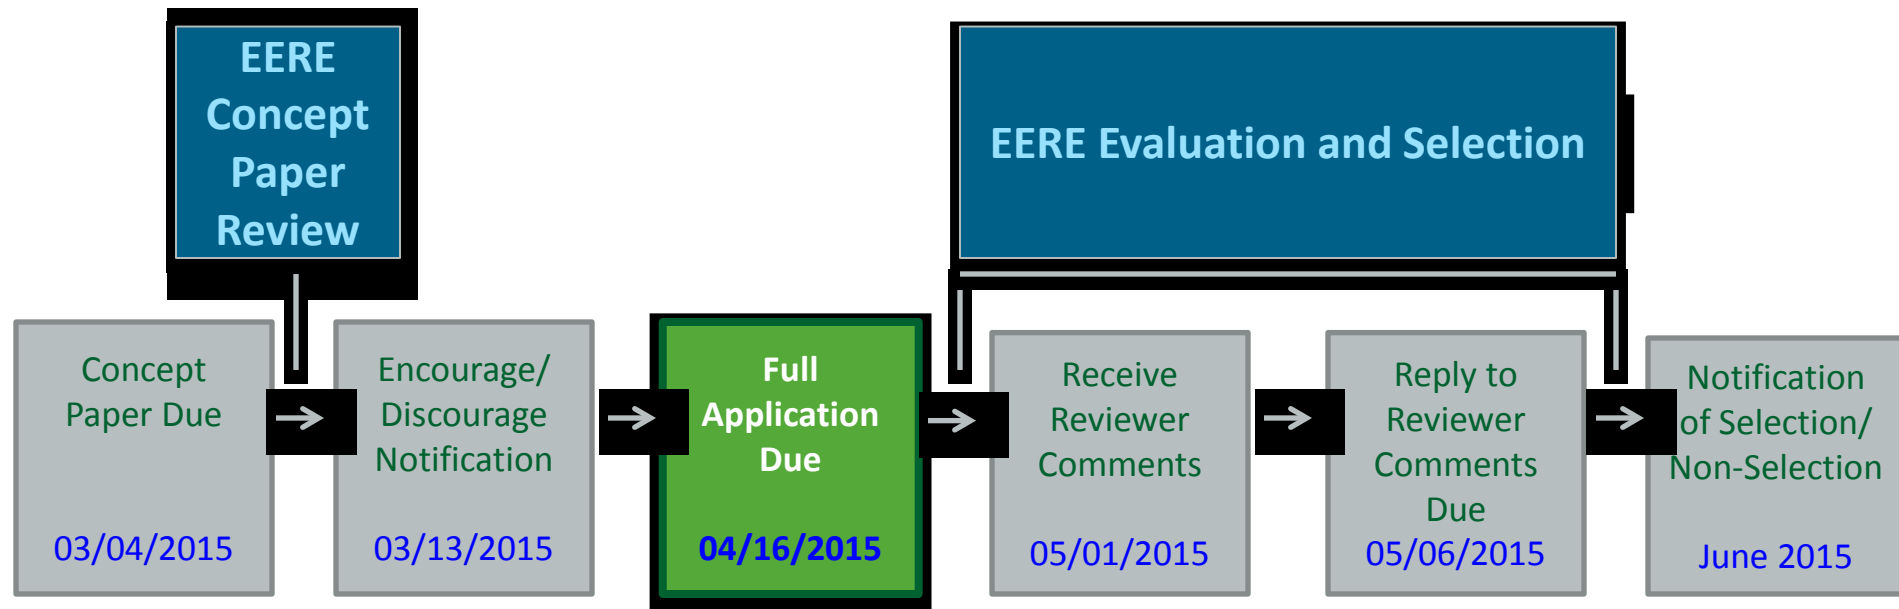 EERE
Concept
Paper
Review
EERE Evaluation and Selection
Concept
Paper Due
03/04/2015
Encourage/
Discourage
Notification
03/13/2015
Full
Application
Due
04/16/2015
Receive
Reviewer
Comments
05/01/2015
Reply to
Reviewer
Comments
Due
05/06/2015
Notification
of Selection/
Non-Selection
June 2015